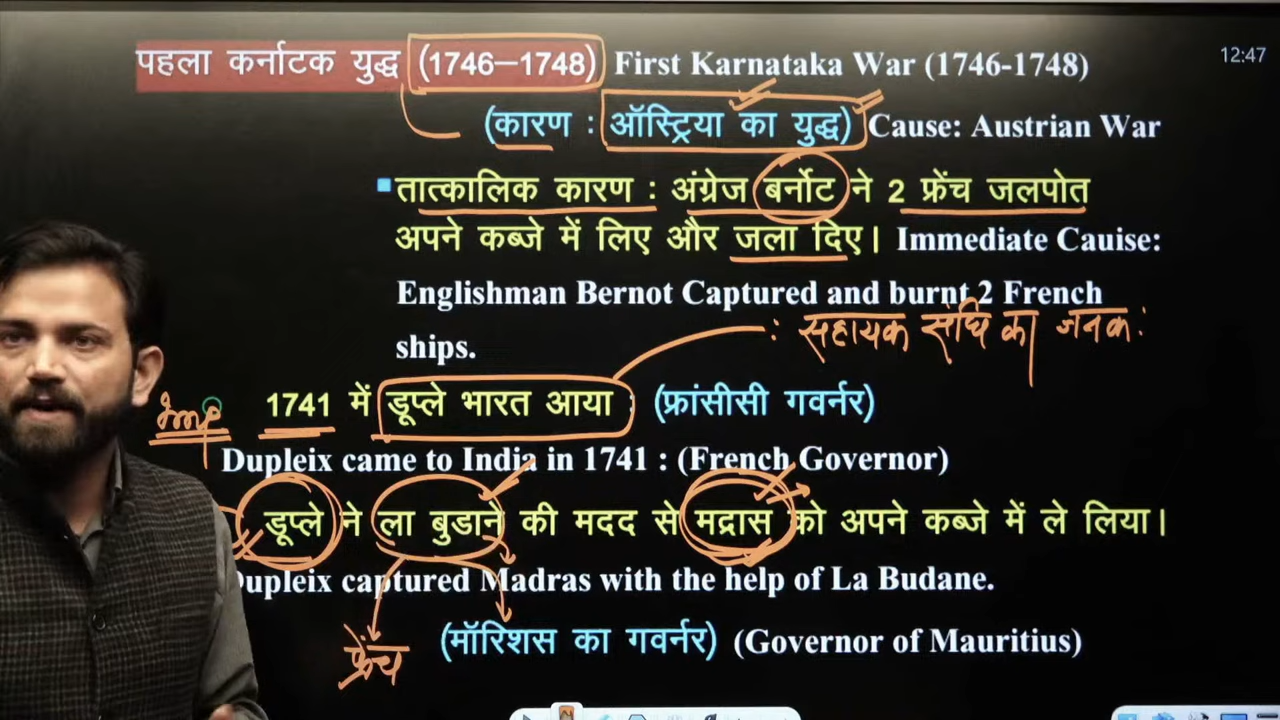 12:47
पहला कर्नाटक युद्ध (1746–1748) First Karnataka War (1746-1748)
(कारण : ऑस्ट्रिया का युद्ध) Cause: Austrian War
तात्कालिक कारण : अंग्रेज बर्नोट ने 2 फ्रेंच जलपोत
अपने कब्जे में लिए और जला दिए। Immediate Cauise:
Englishman Bernot Captured and burnt 2 French
ships.
: सहायक संधि का जनक :
Imp 1741 में डूप्ले भारत आया : (फ्रांसीसी गवर्नर)
Dupleix came to India in 1741 : (French Governor)
डूप्ले ने ला बुडाने की मदद से मद्रास को अपने कब्जे में ले लिया।
Dupleix captured Madras with the help of La Budane.
फ्रेंच (मॉरिशस का गवर्नर) (Governor of Mauritius)